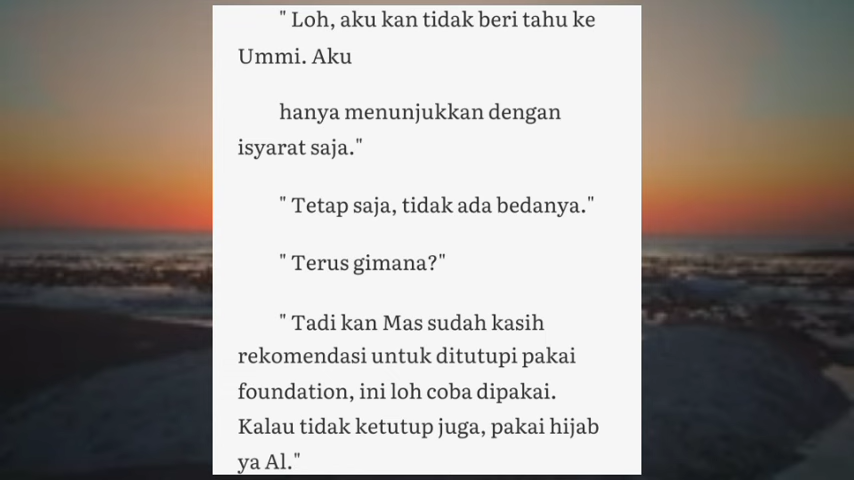 " Loh, aku kan tidak beri tahu ke
Ummi. Aku
hanya menunjukkan dengan
isyarat saja."
" Tetap saja, tidak ada bedanya."
" Terus gimana?"
" Tadi kan Mas sudah kasih
rekomendasi untuk ditutupi pakai
foundation, ini loh coba dipakai.
Kalau tidak ketutup juga, pakai hijab
ya Al."